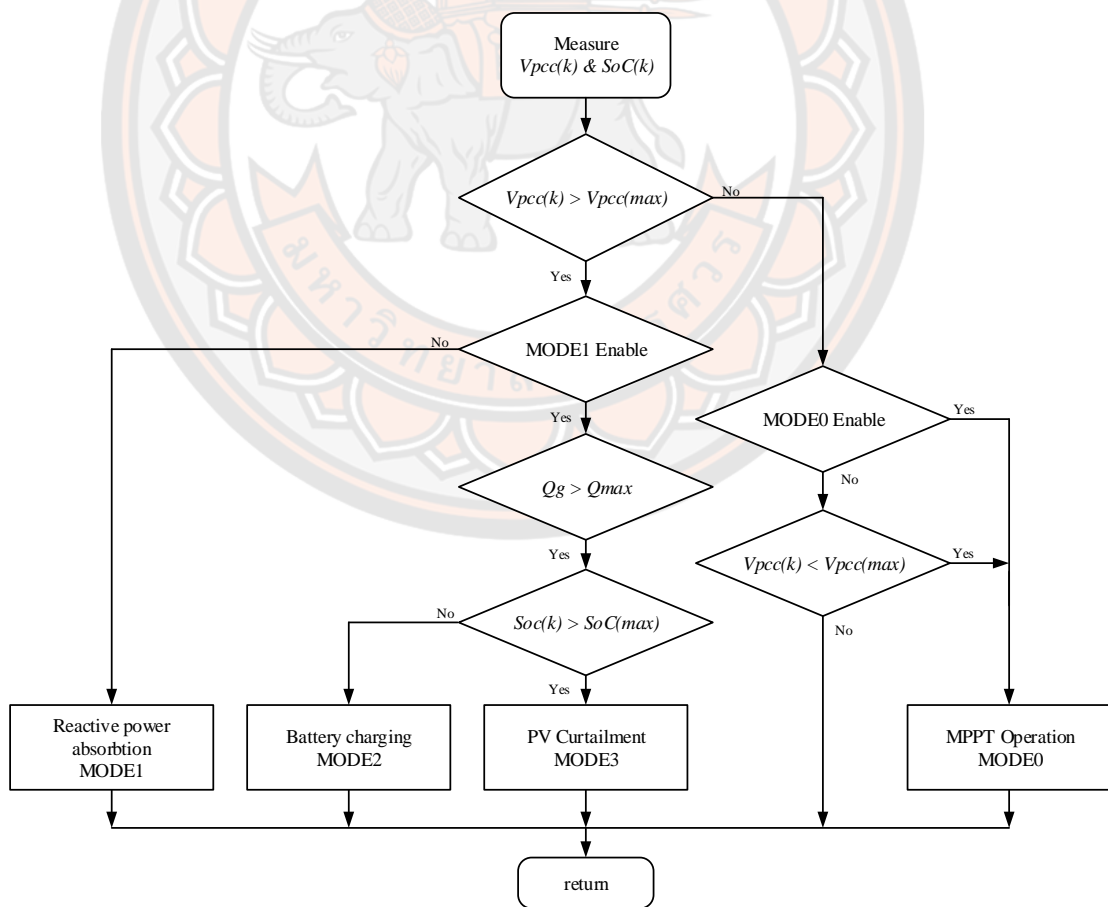 Measure
Vpcc(k) & SoC(k)
Vpcc(k) > Vpcc(max)
No
Yes
MODE1 Enable
No
Yes
MODE0 Enable
Yes
No
Qg > Qmax
Yes
Vpcc(k) < Vpcc(max)
Yes
No
Soc(k) > SoC(max)
No
Yes
Reactive power
absorbtion
MODE1
Battery charging
MODE2
PV Curtailment
MODE3
MPPT Operation
MODE0
return